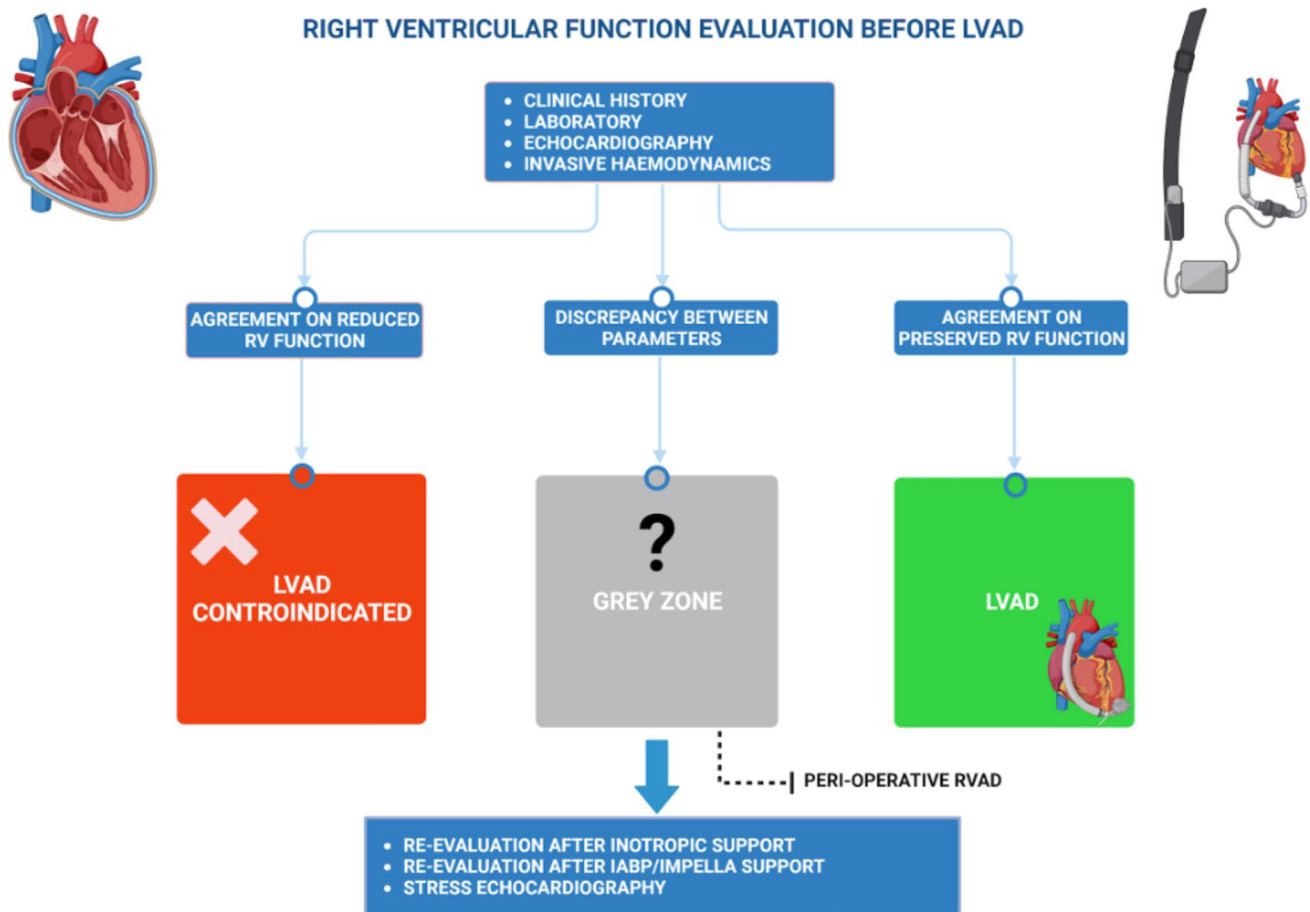 RIGHT VENTRICULAR FUNCTION EVALUATION BEFORE LVAD
• CLINICAL HISTORY
• LABORATORY
• ECHOCARDIOGRAPHY
• INVASIVE HAEMODYNAMICS
AGREEMENT ON REDUCED
RV FUNCTION
DISCREPANCY BETWEEN
PARAMETERS
AGREEMENT ON
PRESERVED RV FUNCTION
LVAD
CONTROINDICATED
?
GREY ZONE
LVAD
PERI-OPERATIVE RVAD
• RE-EVALUATION AFTER INOTROPIC SUPPORT
• RE-EVALUATION AFTER IABP/IMPELLA SUPPORT
• STRESS ECHOCARDIOGRAPHY